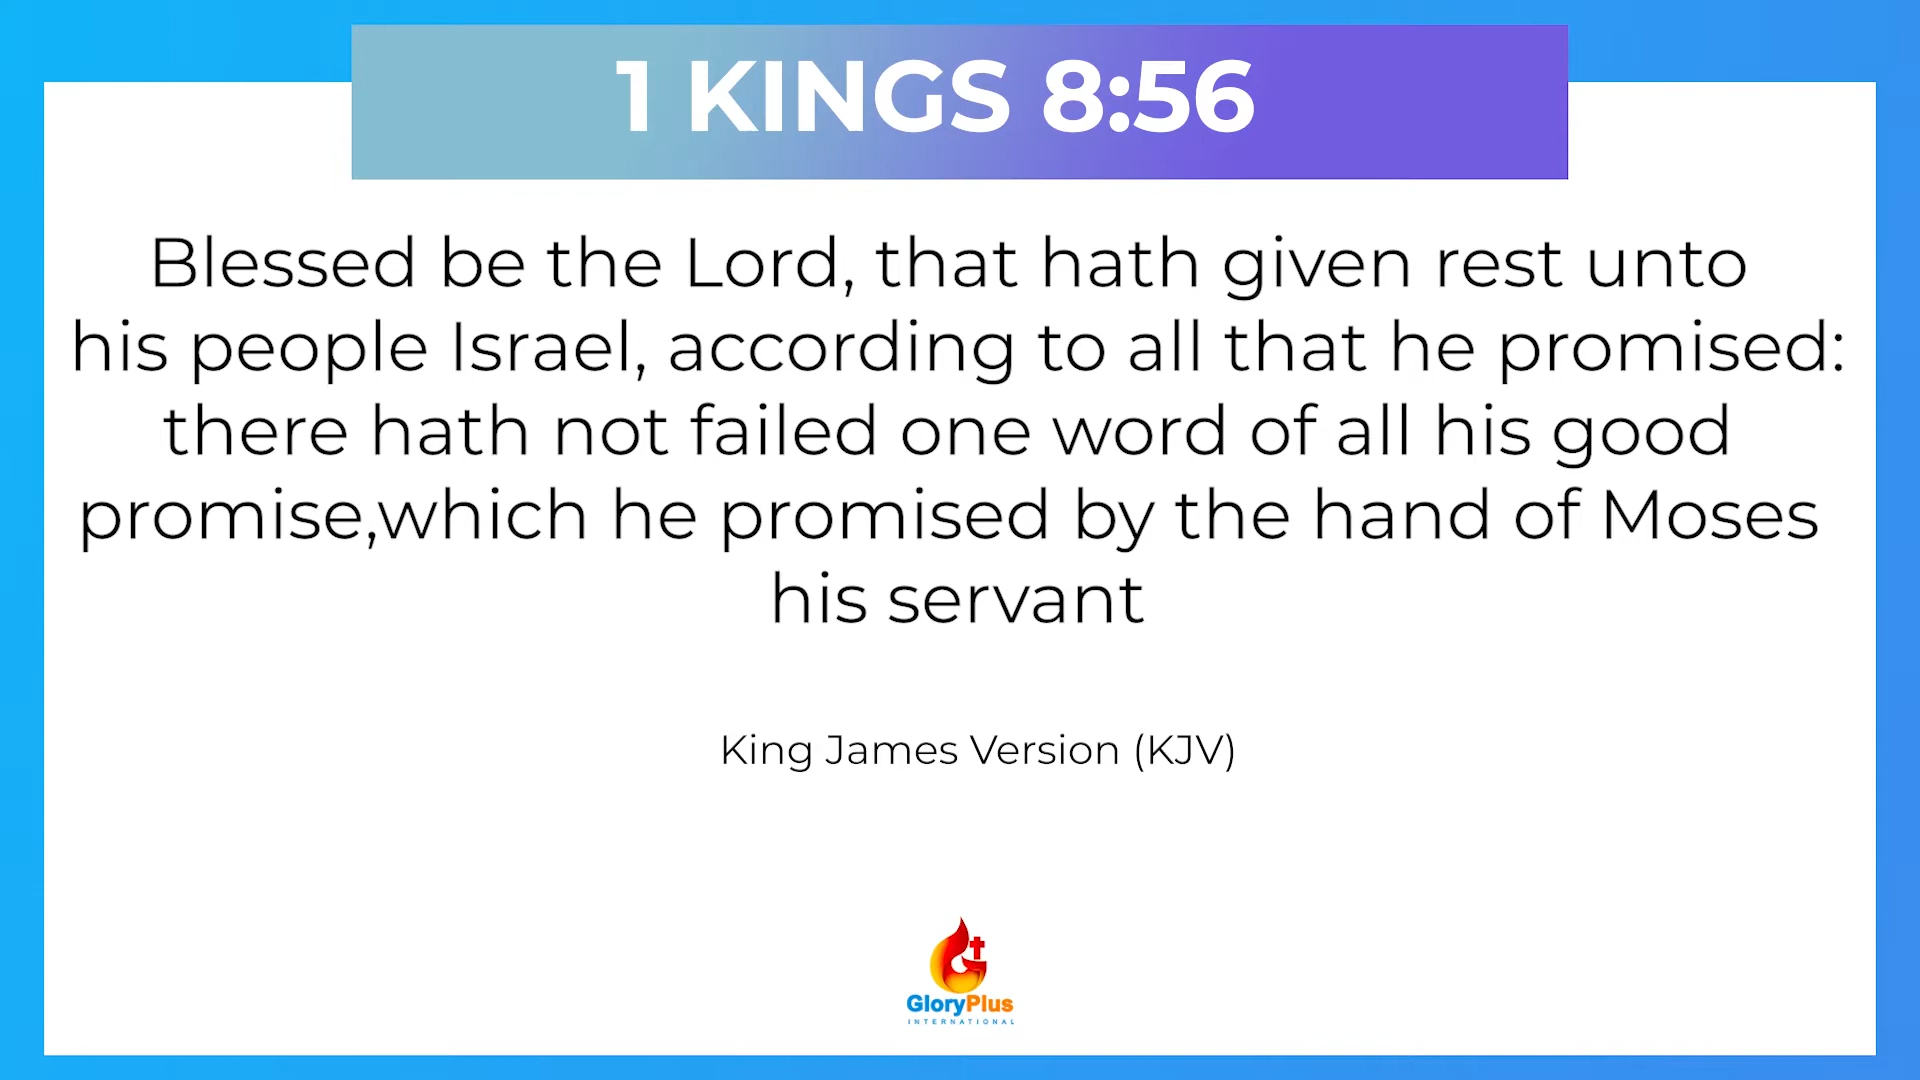 1 KINGS 8:56
Blessed be the Lord, that hath given rest unto
his people Israel, according to all that he promised:
there hath not failed one word of all his good
promise,which he promised by the hand of Moses
his servant
King James Version (KJV)
GloryPlus
INTERNATIONAL